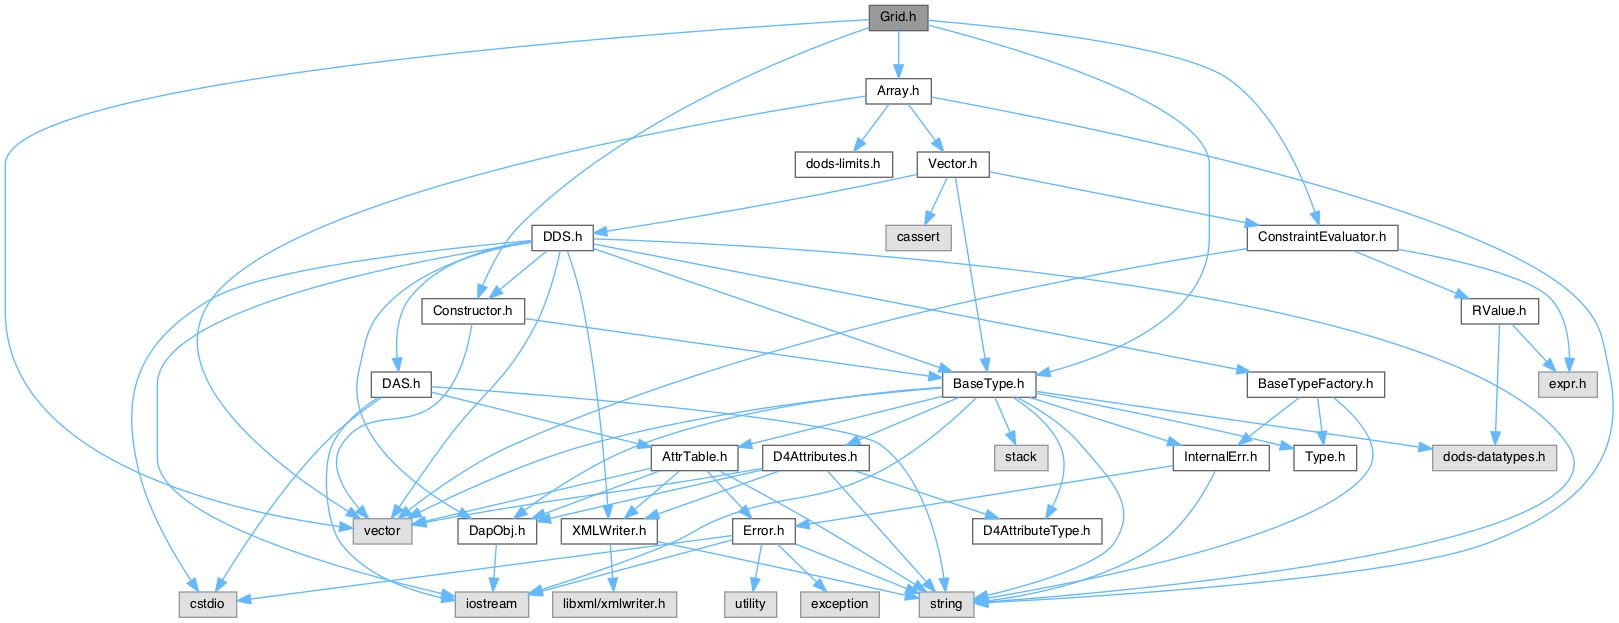 Grid.h
Array.h
dods-limits.h
Vector.h
cassert
DDS.h
ConstraintEvaluator.h
Constructor.h
RValue.h
DAS.h
BaseType.h
BaseTypeFactory.h
expr.h
AttrTable.h
D4Attributes.h
stack
InternalErr.h
Type.h
dods-datatypes.h
vector
DapObj.h
XMLWriter.h
Error.h
D4AttributeType.h
cstdio
iostream
libxml/xmlwriter.h
utility
exception
string